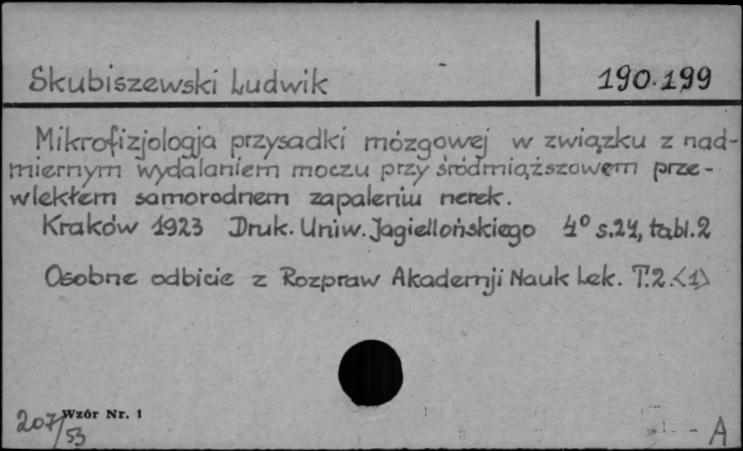 Skubiszewski Ludwik
190.199
Mikrofizjologja przysadki mózgowej w związku z nad-
miernym wydalaniem moczu przy śródmiąższowem prze-
wlekłem samorodnem zapaleniu nerek.
Kraków 1923 Druk. Uniw. Jagiellońskiego 4° s.24, tabl.2
Osobne odbicie z Rozpraw Akademji Nauk Lek. T.2.<1>
Wzór Nr. 1
207/53
A